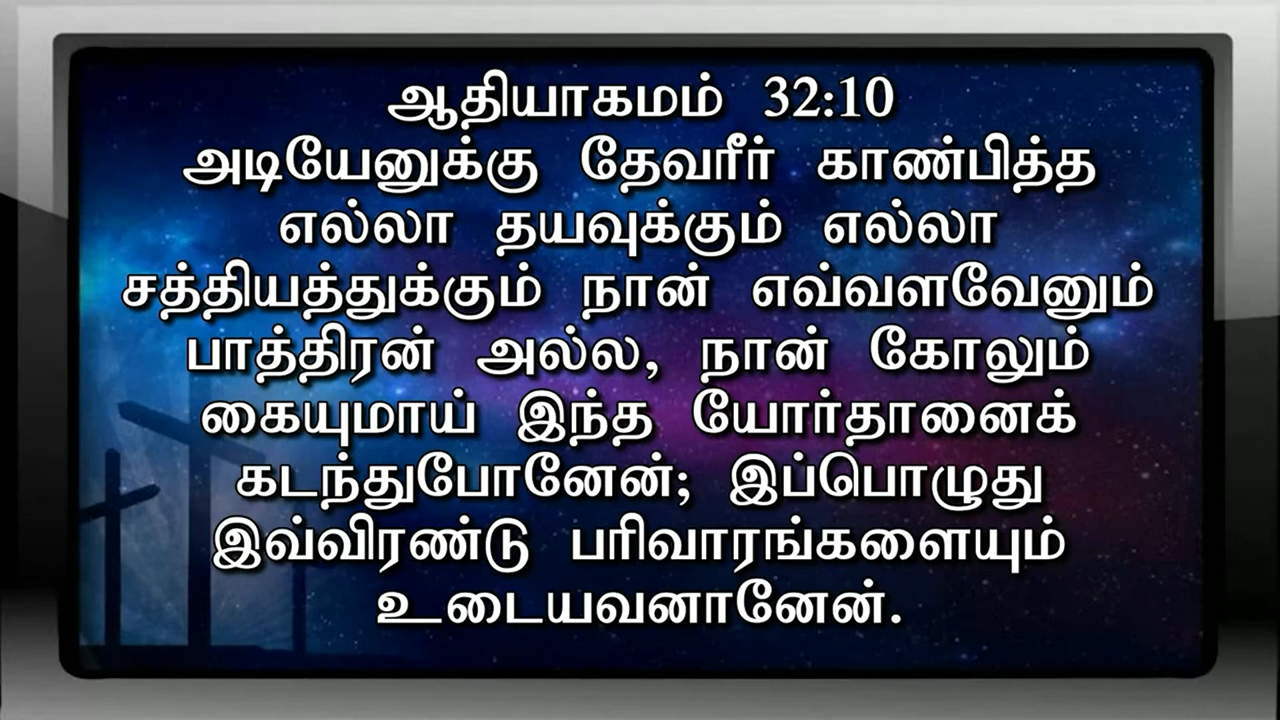 ஆதியாகமம் 32:10
அடியேனுக்கு தேவரீர் காண்பித்த
எல்லா தயவுக்கும் எல்லா
சத்தியத்துக்கும் நான் எவ்வளவேனும்
பாத்திரன் அல்ல, நான் கோலும்
கையுமாய் இந்த யோர்தானைக்
கடந்துபோனேன்; இப்பொழுது
இவ்விரண்டு பரிவாரங்களையும்
உடையவனானேன்.